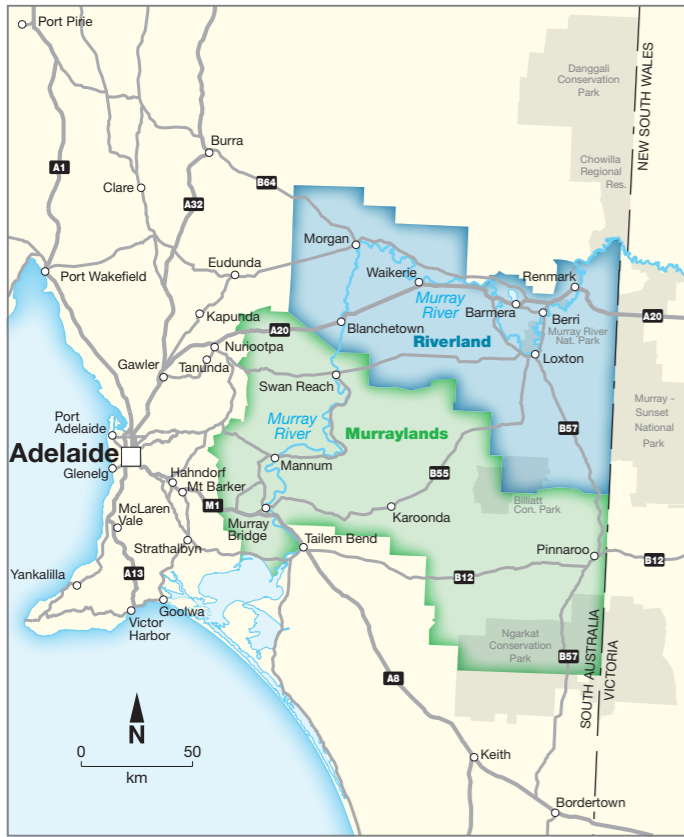 Port Pirie
Danggali
Conservation
Park
NEW SOUTH WALES
Burra
Chowilla
Regional
Res.
A1
Clare
A32
B64
Morgan
Eudunda
Waikerie
Renmark
Port Wakefield
Murray
River
Barmera
Berri
Kapunda
A20
Blanchetown
A20
Murray River
Nat. Park
Riverland
Nuriootpa
Loxton
Gawler
Tanunda
Swan Reach
Murray -
Sunset
National
Park
Port
Adelaide
Murray
River
Murraylands
B57
Adelaide
Glenelg
Mannum
B55
Hahndorf
Mt Barker
Billiatt
Con. Park
M1
McLaren
Vale
Murray
Bridge
Karoonda
Strathalbyn
Tailem Bend
Pinnaroo
B12
B12
A13
Yankalilla
Goolwa
Victor
Harbor
Ngarkat
Conservation
Park
B57
SOUTH AUSTRALIA
VICTORIA
A8
N
0 50
km
Keith
Bordertown